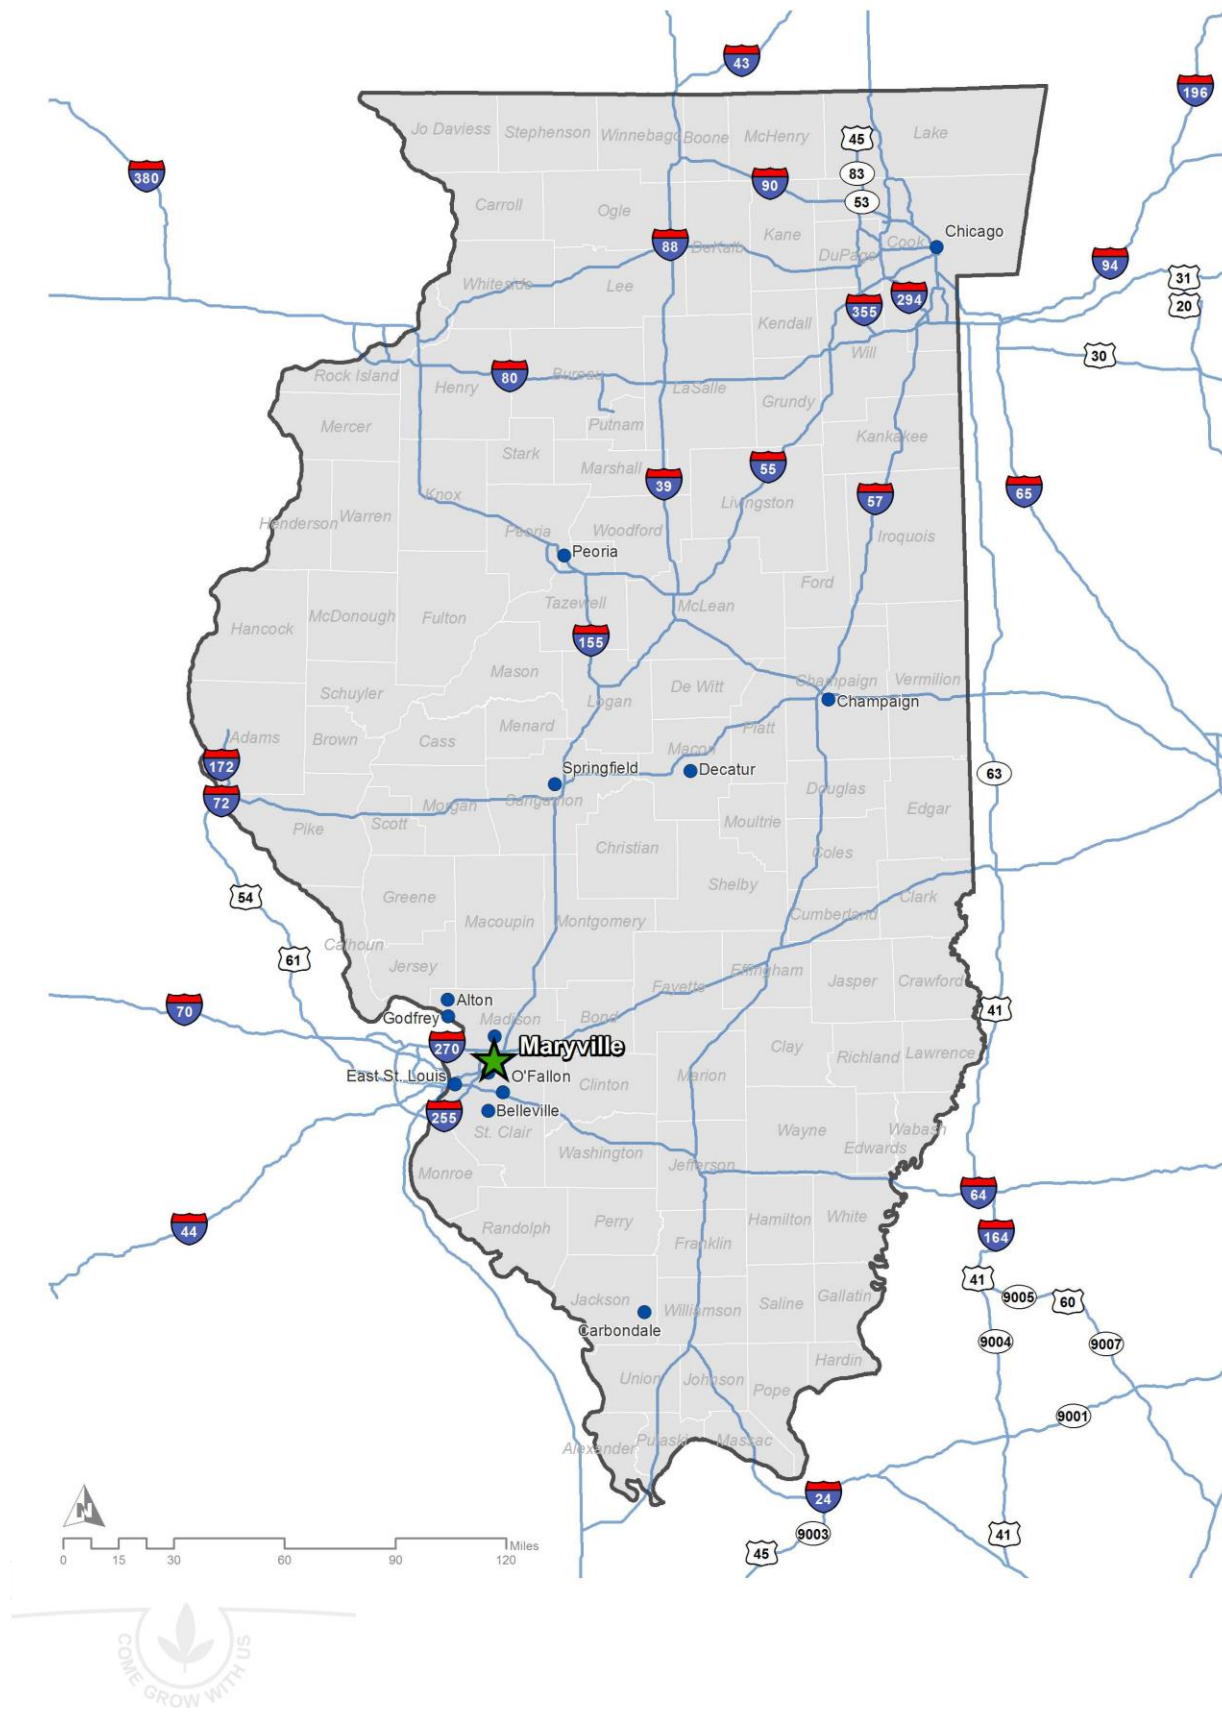 43
196
Jo Daviess
Stephenson
Winnebago
Boone
McHenry
45
Lake
380
83
90
53
Carroll
Ogle
88
DeKalb
Kane
DuPage
Cook
Chicago
94
31
20
Whiteside
Lee
355
294
Kendall
30
Will
Rock Island
Henry
80
Bureau
LaSalle
Grundy
Mercer
Putnam
Kankakee
Stark
Marshall
39
55
57
65
Knox
Livingston
Henderson
Warren
Peoria
Woodford
Iroquois
Peoria
Ford
Hancock
McDonough
Fulton
Tazewell
McLean
155
Mason
Schuyler
Logan
De Witt
Champaign
Vermilion
Champaign
Adams
Brown
Cass
Menard
Macon
Piatt
172
Springfield
Decatur
63
72
Pike
Scott
Morgan
Sangamon
Douglas
Edgar
Moultrie
Christian
Coles
54
Greene
Shelby
Clark
Macoupin
Montgomery
Cumberland
Calhoun
61
Jersey
Effingham
Fayette
Jasper
Crawford
70
Alton
Godfrey
Madison
Bond
41
270
Maryville
Clay
Richland
Lawrence
East St. Louis
O'Fallon
Clinton
Marion
255
Belleville
St. Clair
Wayne
Wabash
Edwards
Washington
Jefferson
Monroe
64
44
Randolph
Perry
Hamilton
White
164
Franklin
41
9005
60
Jackson
Williamson
Saline
Gallatin
Carbondale
9004
9007
Hardin
Union
Johnson
Pope
9001
Alexander
Pulaski
Massac
24
N
9003
41
45
Miles
0 15 30 60 90 120
COME GROW WITH US